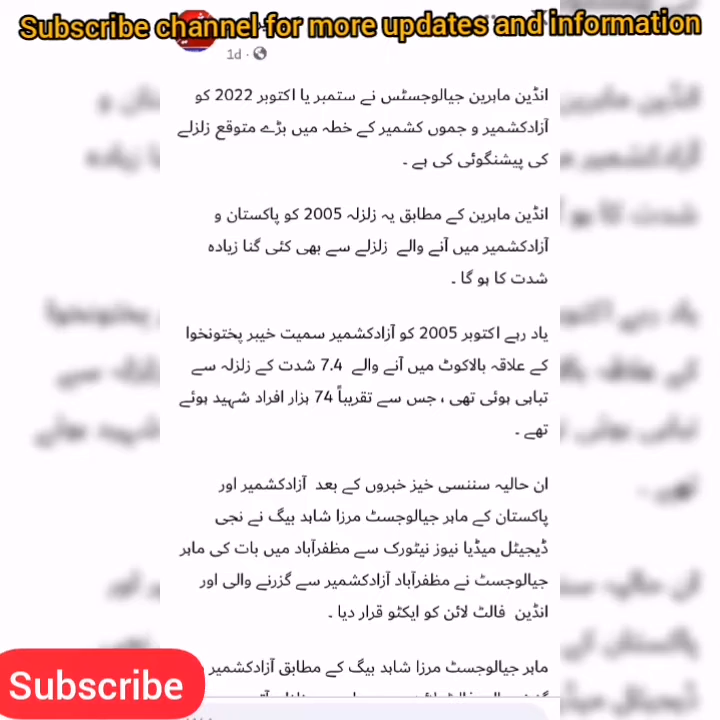 Subscribe channel for more updates and information
1d
انڈین ماہرین جیالوجسٹس نے ستمبر یا اکتوبر 2022 کو
آزادکشمیر و جموں کشمیر کے خطہ میں بڑے متوقع زلزلے
کی پیشنگوئی کی ہے ۔
انڈین ماہرین کے مطابق یہ زلزلہ 2005 کو پاکستان و
آزادکشمیر میں آنے والے زلزلے سے بھی کئی گنا زیادہ
شدت کا ہو گا ۔
یاد رہے اکتوبر 2005 کو آزادکشمیر سمیت خیبر پختونخوا
کے علاقہ بالاکوٹ میں آنے والے 7.4 شدت کے زلزلہ سے
تباہی ہوئی تھی ، جس سے تقریباً 74 ہزار افراد شہید ہوئے
تھے ۔
ان حالیہ سننسی خیز خبروں کے بعد آزادکشمیر اور
پاکستان کے ماہر جیالوجسٹ مرزا شاہد بیگ نے نجی
ڈیجیٹل میڈیا نیوز نیٹورک سے مظفرآباد میں بات کی ماہر
جیالوجسٹ نے مظفرآباد آزادکشمیر سے گزرنے والی اور
انڈین فالٹ لائن کو ایکٹو قرار دیا ۔
ماہر جیالوجسٹ مرزا شاہد بیگ کے مطابق آزادکشمیر
Subscribe